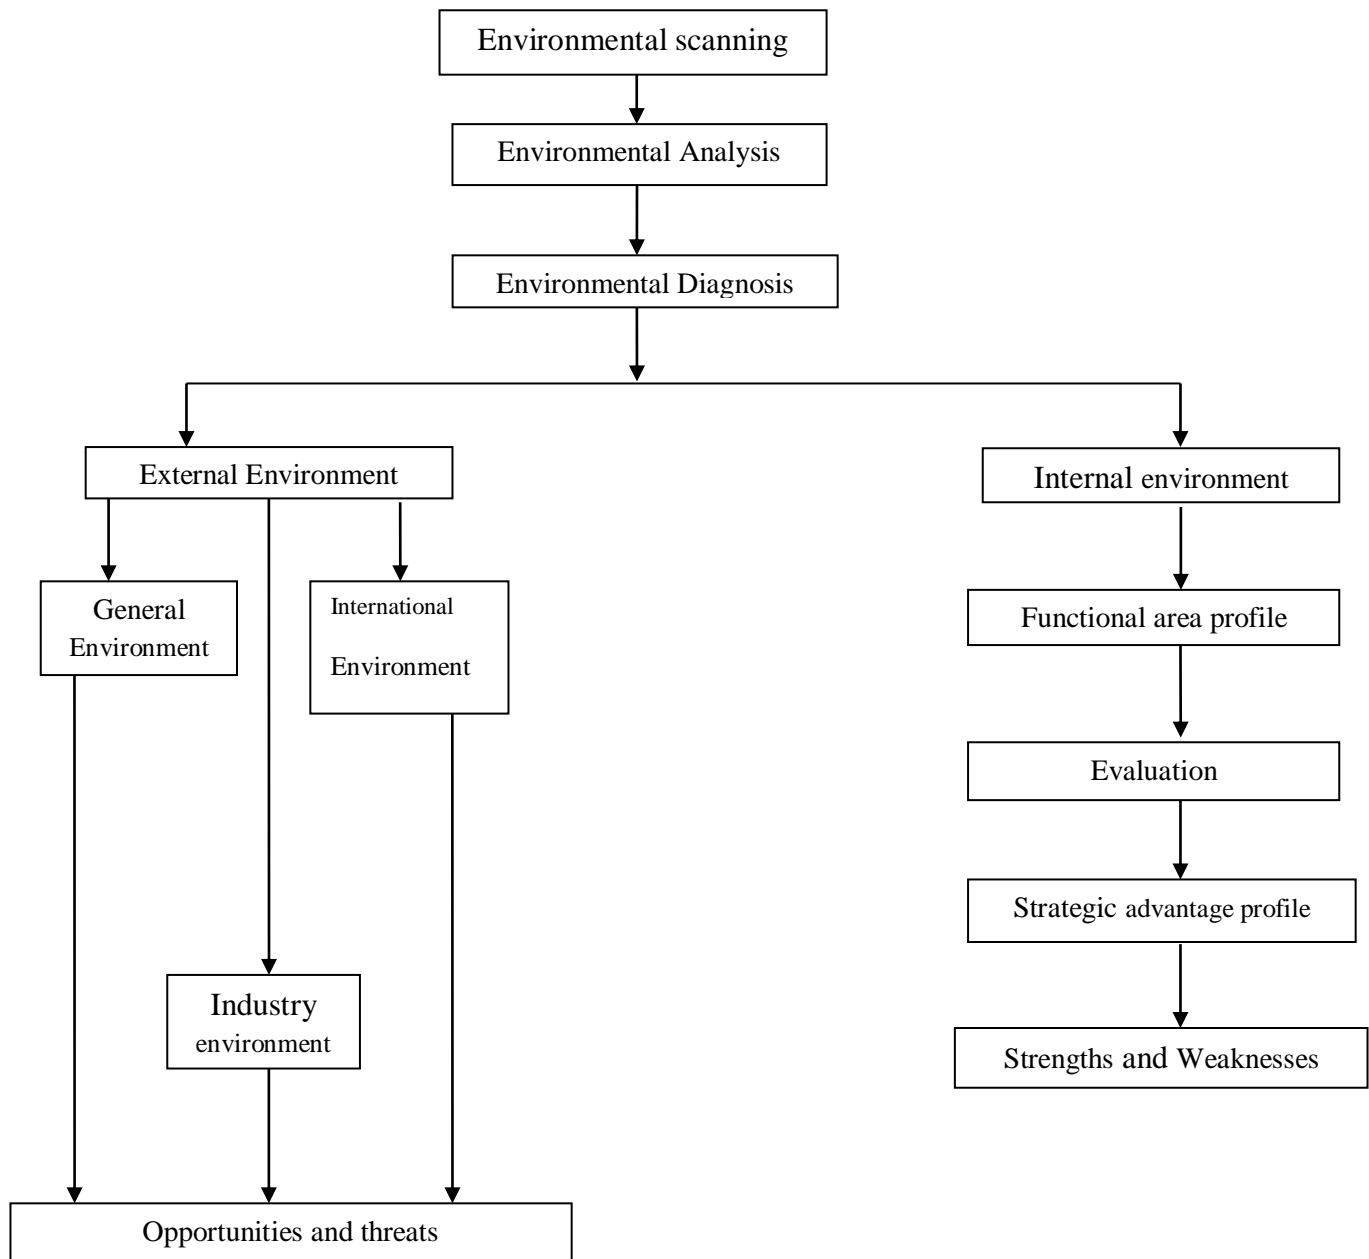 Environmental scanning
Environmental Analysis
Environmental Diagnosis
External Environment
Internal environment
General
Environment
International
Environment
Functional area profile
Evaluation
Strategic advantage profile
Industry
environment
Strengths and Weaknesses
Opportunities and threats